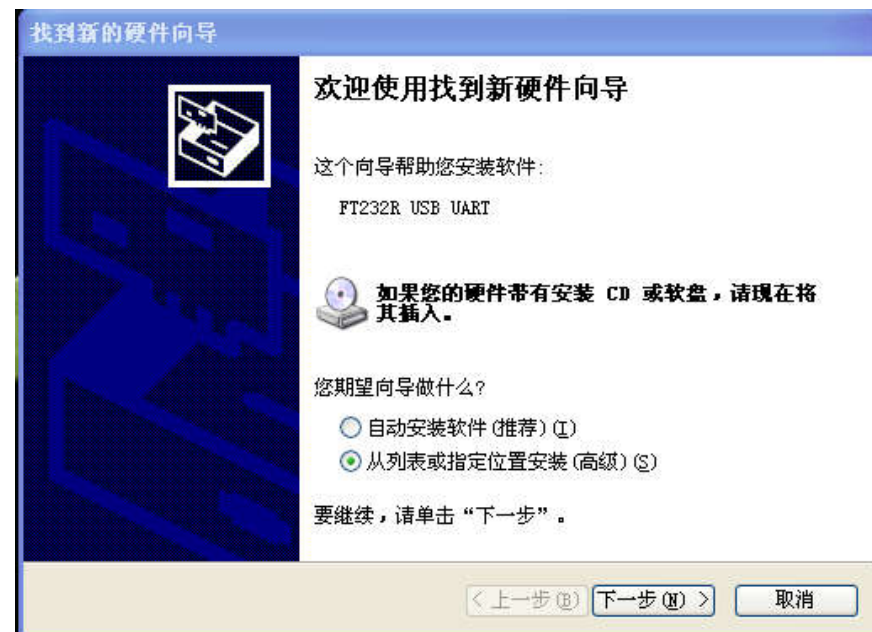 找到新的硬件向导
欢迎使用找到新硬件向导
这个向导帮助您安装软件:
FT232R USB UART
如果您的硬件带有安装 CD 或软盘，请现在将
其插入。
您期望向导做什么?
自动安装软件(推荐)(I)
从列表或指定位置安装(高级)(S)
要继续，请单击“下一步”。
< 上一步(B) 下一步(N) > 取消